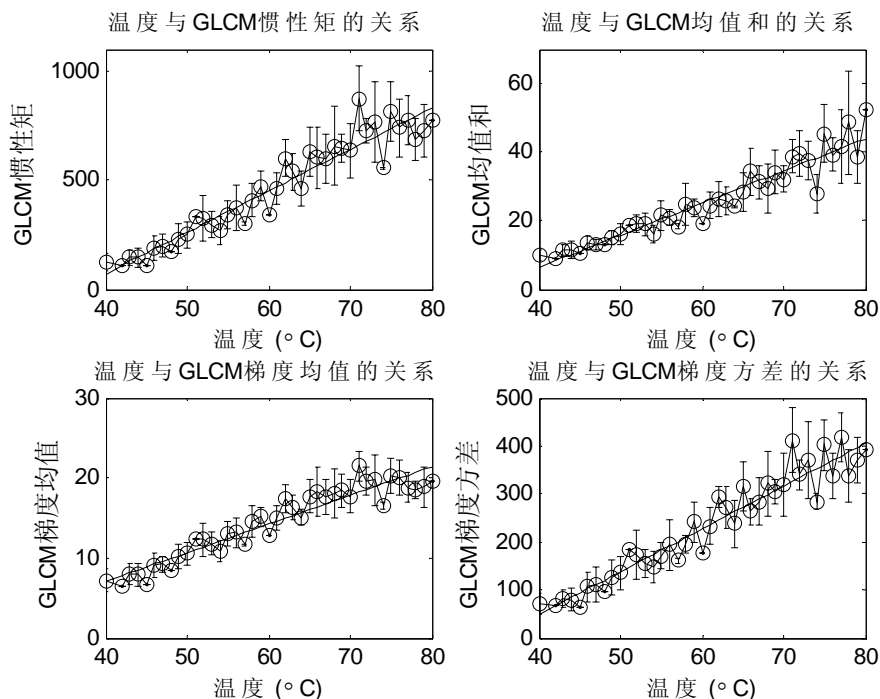 温度与GLCM惯性矩的关系
GLCM惯性矩
1000
500
0
40 50 60 70 80
温度 (°C)
温度与GLCM均值和的关系
GLCM均值和
60
40
20
0
40 50 60 70 80
温度 (°C)
温度与GLCM梯度均值的关系
GLCM梯度均值
30
20
10
0
40 50 60 70 80
温度 (°C)
温度与GLCM梯度方差的关系
GLCM梯度方差
500
400
300
200
100
0
40 50 60 70 80
温度 (°C)